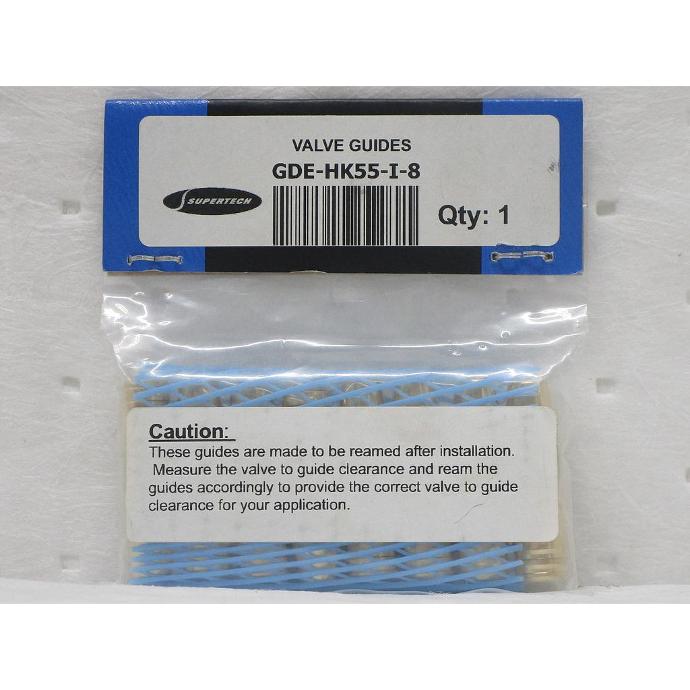 VALVE GUIDES
GDE-HK55-I-8
SUPERTECH
Qty: 1
Caution:
These guides are made to be reamed after installation.
Measure the valve to guide clearance and ream the
guides accordingly to provide the correct valve to guide
clearance for your application.